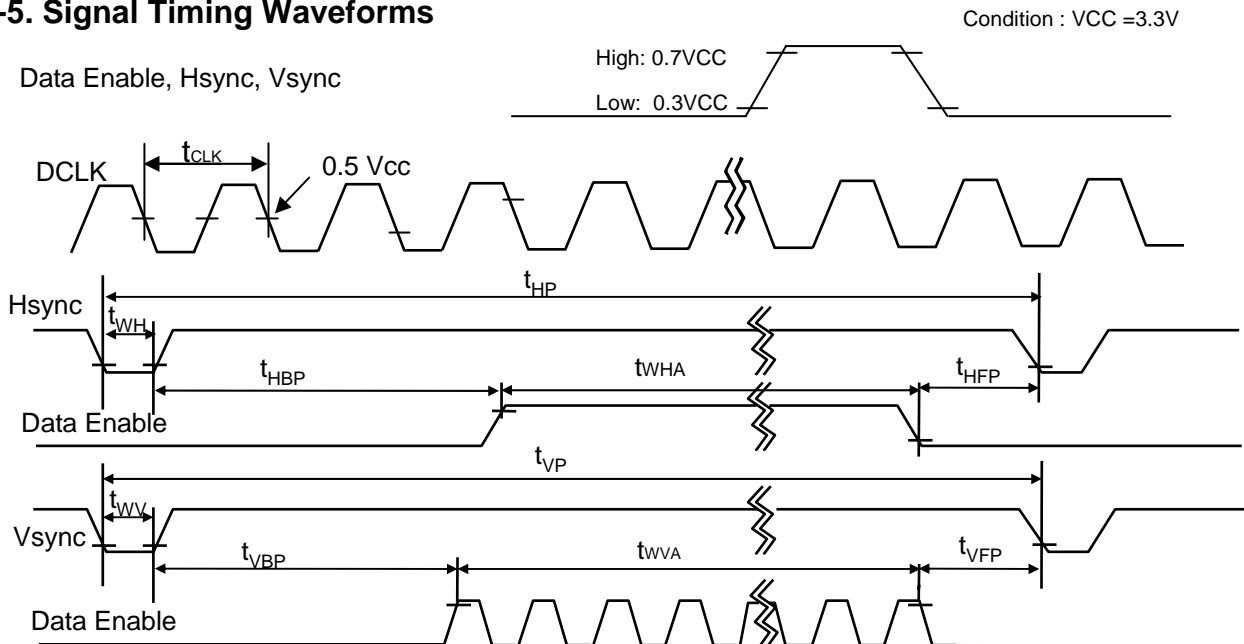 -5. Signal Timing Waveforms
Condition : VCC =3.3V
Data Enable, Hsync, Vsync
High: 0.7VCC
Low: 0.3VCC
DCLK
tCLK
0.5 Vcc
tHP
Hsync
tWH
tHBP
tWHA
tHFP
Data Enable
tVP
tWV
Vsync
tVBP
tWVA
tVFP
Data Enable